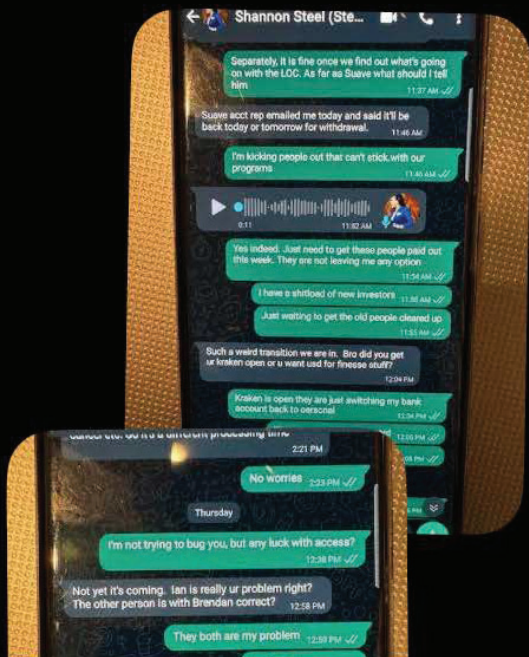 Shannon Steel (Ste...
Separately, it is fine once we find out what's going
on with the LOC. As far as Suave what should I tell
him
11:37 AM
Suave acct rep emailed me today and said it'll be
back today or tomorrow for withdrawal. 11:46 AM
I'm kicking people out that can't stick with our
programs
11:46 AM
0:11 11:52 AM
Yes indeed. Just need to get these people paid out
this week. They are not leaving me any option
11:54 AM
I have a shitload of new investors
Just waiting to get the old people cleared up
11:55 AM
Such a weird transition we are in. Bro did you get
ur kraken open or u want usd for finesse stuff?
12:04 PM
Kraken is open they are just switching my bank
account back to personal
12:04 PM
12:05 PM
PM
processing time
2:21 PM
No worries 2:23 PM
Thursday
I'm not trying to bug you, but any luck with access?
12:38 PM
Not yet it's coming. Ian is really ur problem right?
The other person is with Brendan correct? 12:58 PM
They both are my problem 12:59 PM